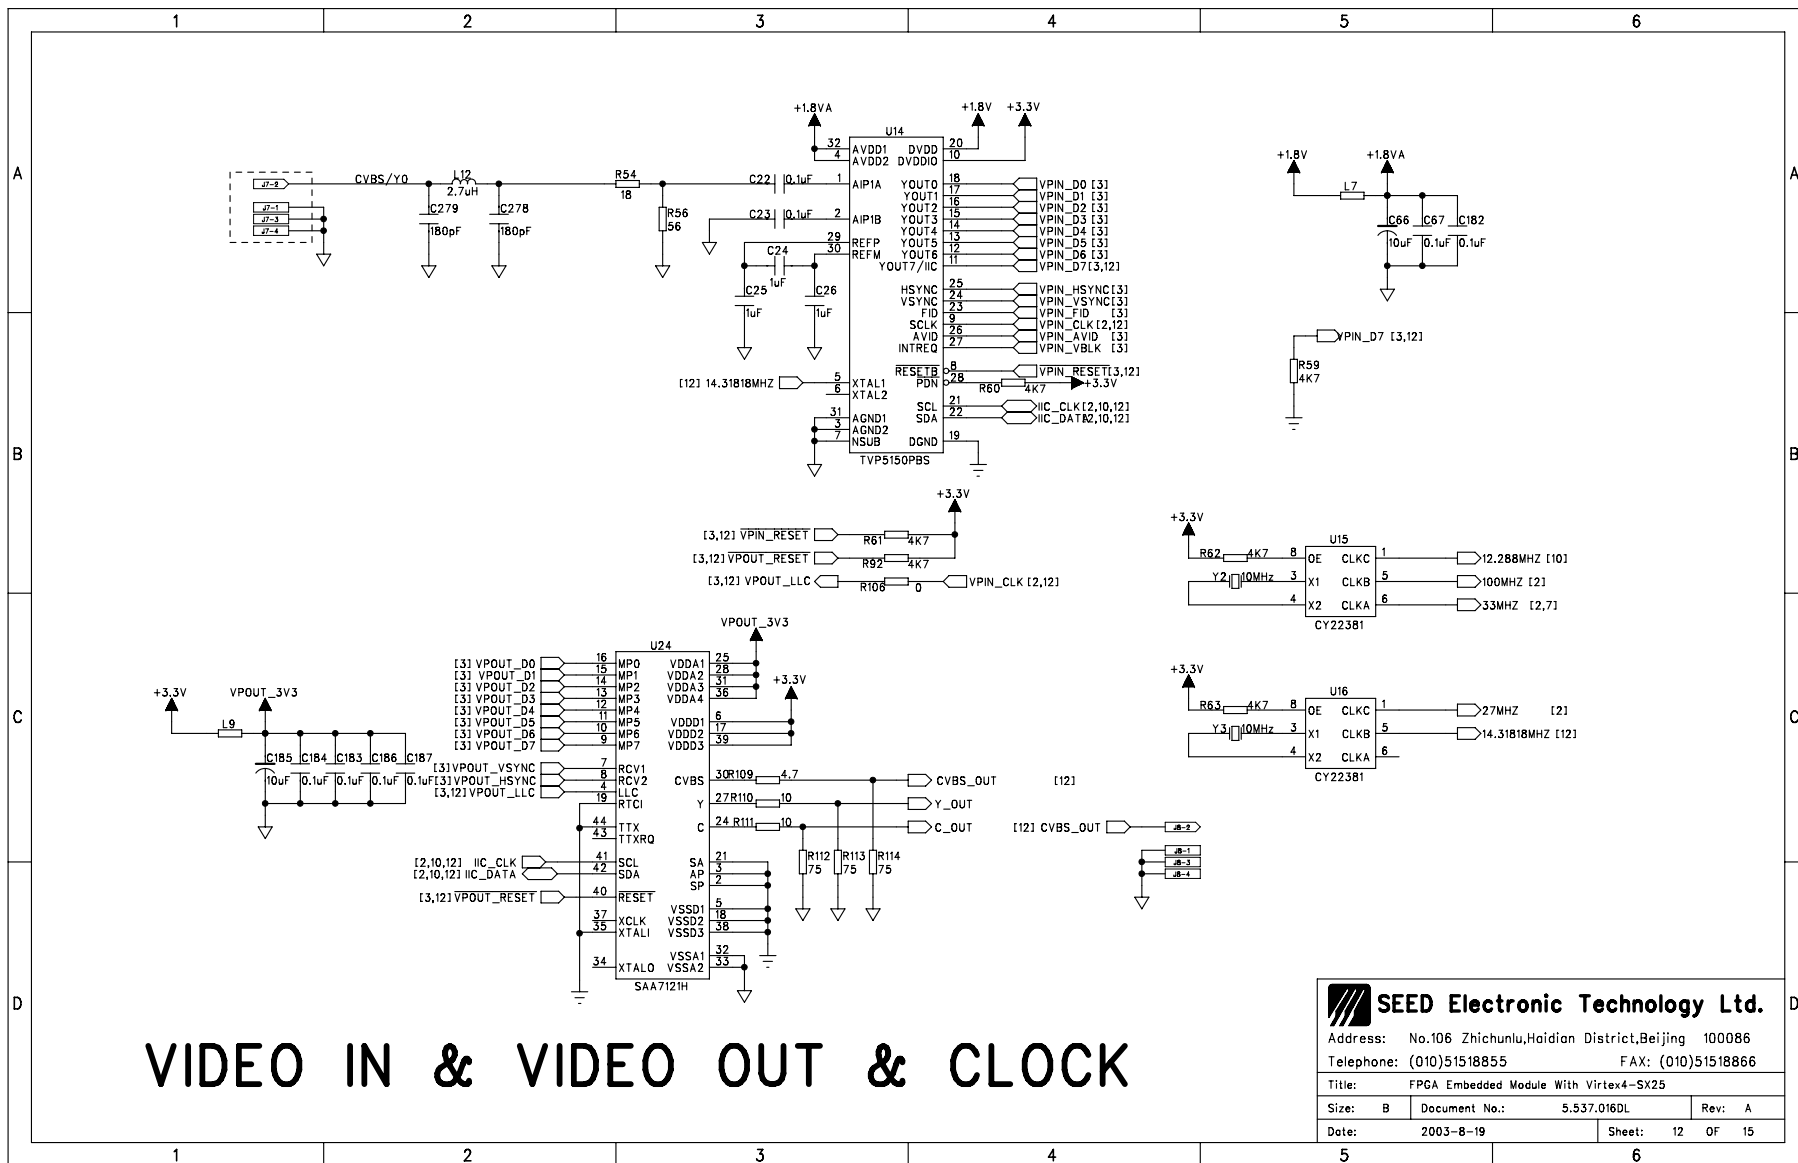 1 2 3 4 5 6
A A
B B
C C
D D
+1.8VA +1.8V +3.3V
U14
32 AVDD1 DVDD 20
4 AVDD2 DVDDIO 10
J7-2 CVBS/Y0 L12 2.7uH R54 18 C22 0.1uF 1 AIP1A
J7-1
J7-3
J7-4
C279 180pF C278 180pF R56 56
C23 0.1uF 2 AIP1B
29 REFP
30 REFM
C24 1uF
C25 1uF C26 1uF
YOUT0 18 VPIN_D0 [3]
YOUT1 17 VPIN_D1 [3]
YOUT2 16 VPIN_D2 [3]
YOUT3 15 VPIN_D3 [3]
YOUT4 14 VPIN_D4 [3]
YOUT5 13 VPIN_D5 [3]
YOUT6 12 VPIN_D6 [3]
YOUT7/IIC 11 VPIN_D7[3,12]
HSYNC 25 VPIN_HSYNC[3]
VSYNC 24 VPIN_VSYNC[3]
FID 23 VPIN_FID [3]
SCLK 9 VPIN_CLK[2,12]
AVID 26 VPIN_AVID [3]
INTREQ 27 VPIN_VBLK [3]
RESETB 8 VPIN_RESET[3,12]
PDN 28 R60 4K7 +3.3V
[12] 14.31818MHZ 5 XTAL1
6 XTAL2
SCL 21 IIC_CLK[2,10,12]
SDA 22 IIC_DATA[2,10,12]
31 AGND1
3 AGND2
7 NSUB DGND 19
TVP5150PBS
+1.8V +1.8VA
L7
C66 10uF C67 0.1uF C182 0.1uF
VPIN_D7 [3,12]
R59 4K7
+3.3V
[3,12] VPIN_RESET R61 4K7
[3,12] VPOUT_RESET R92 4K7
[3,12] VPOUT_LLC R106 0 VPIN_CLK [2,12]
+3.3V
U15
R62 4K7 8 OE CLKC 1 12.288MHZ [10]
Y2 10MHz 3 X1 CLKB 5 100MHZ [2]
4 X2 CLKA 6 33MHZ [2,7]
CY22381
+3.3V
U16
R63 4K7 8 OE CLKC 1 27MHZ [2]
Y3 10MHz 3 X1 CLKB 5 14.31818MHZ [12]
4 X2 CLKA 6
CY22381
+3.3V VPOUT_3V3
L9
C185 10uF C184 0.1uF C183 0.1uF C186 0.1uF C187 0.1uF
VPOUT_3V3
+3.3V
U24
[3] VPOUT_D0 16 MP0 VDDA1 25
[3] VPOUT_D1 15 MP1 VDDA2 28
[3] VPOUT_D2 14 MP2 VDDA3 31
[3] VPOUT_D3 13 MP3 VDDA4 36
[3] VPOUT_D4 12 MP4
[3] VPOUT_D5 11 MP5 VDDD1 6
[3] VPOUT_D6 10 MP6 VDDD2 17
[3] VPOUT_D7 9 MP7 VDDD3 39
[3]VPOUT_VSYNC 7 RCV1
[3]VPOUT_HSYNC 8 RCV2 CVBS 30 R109 4.7 CVBS_OUT [12]
[3,12]VPOUT_LLC 4 LLC
19 RTCI Y 27 R110 10 Y_OUT
44 TTX C 24 R111 10 C_OUT
43 TTXRQ
R112 75 R113 75 R114 75
[2,10,12] IIC_CLK 41 SCL SA 21
[2,10,12] IIC_DATA 42 SDA AP 3
SP 2
[3,12]VPOUT_RESET 40 RESET VSSD1 5
37 XCLK VSSD2 18
35 XTALI VSSD3 38
VSSA1 32
34 XTALO VSSA2 33
SAA7121H
[12] CVBS_OUT J8-2
J8-1
J8-3
J8-4
VIDEO IN & VIDEO OUT & CLOCK
SEED Electronic Technology Ltd.
Address: No.106 Zhichunlu,Haidian District,Beijing 100086
Telephone: (010)51518855 FAX: (010)51518866
Title: FPGA Embedded Module With Virtex4-SX25
Size: B Document No.: 5.537.016DL Rev: A
Date: 2003-8-19 Sheet: 12 OF 15
1 2 3 4 5 6